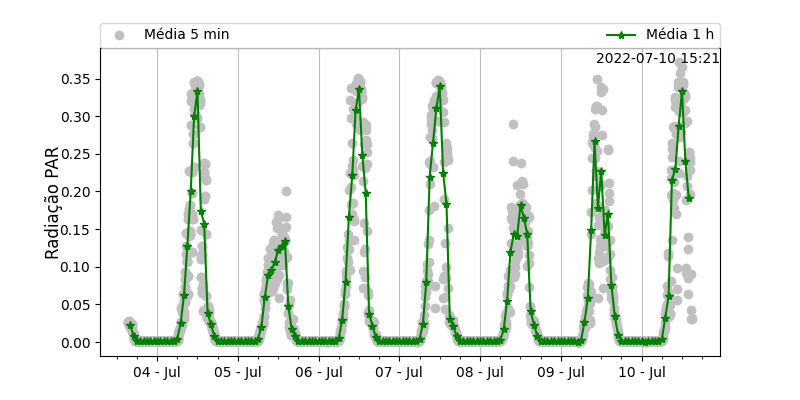 Média 5 min
Média 1 h
2022-07-10 15:21
Radiação PAR
0.35
0.30
0.25
0.20
0.15
0.10
0.05
0.00
04 - Jul
05 - Jul
06 - Jul
07 - Jul
08 - Jul
09 - Jul
10 - Jul